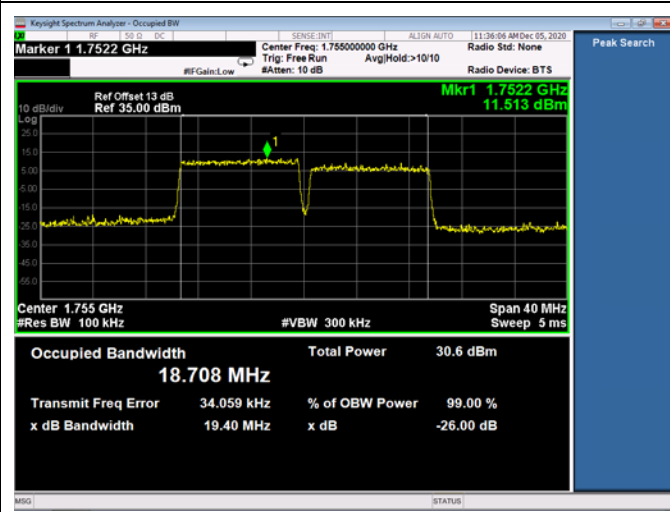 Keysight Spectrum Analyzer - Occupied BW
RF 50 Ω DC SENSE:INT ALIGN AUTO 11:36:06 AM Dec 05, 2020
Marker 1 1.7522 GHz Center Freq: 1.755000000 GHz Radio Std: None Peak Search
Trig: Free Run Avg|Hold:>10/10
#IFGain:Low #Atten: 10 dB Radio Device: BTS
Ref Offset 13 dB Mkr1 1.7522 GHz
10 dB/div Ref 35.00 dBm 11.513 dBm
Log
25.0
15.0
1
5.00
-5.00
-15.0
-25.0
-35.0
-45.0
-55.0
Center 1.755 GHz Span 40 MHz
#Res BW 100 kHz #VBW 300 kHz Sweep 5 ms
Occupied Bandwidth Total Power 30.6 dBm
18.708 MHz
Transmit Freq Error 34.059 kHz % of OBW Power 99.00 %
x dB Bandwidth 19.40 MHz x dB -26.00 dB
MSG STATUS